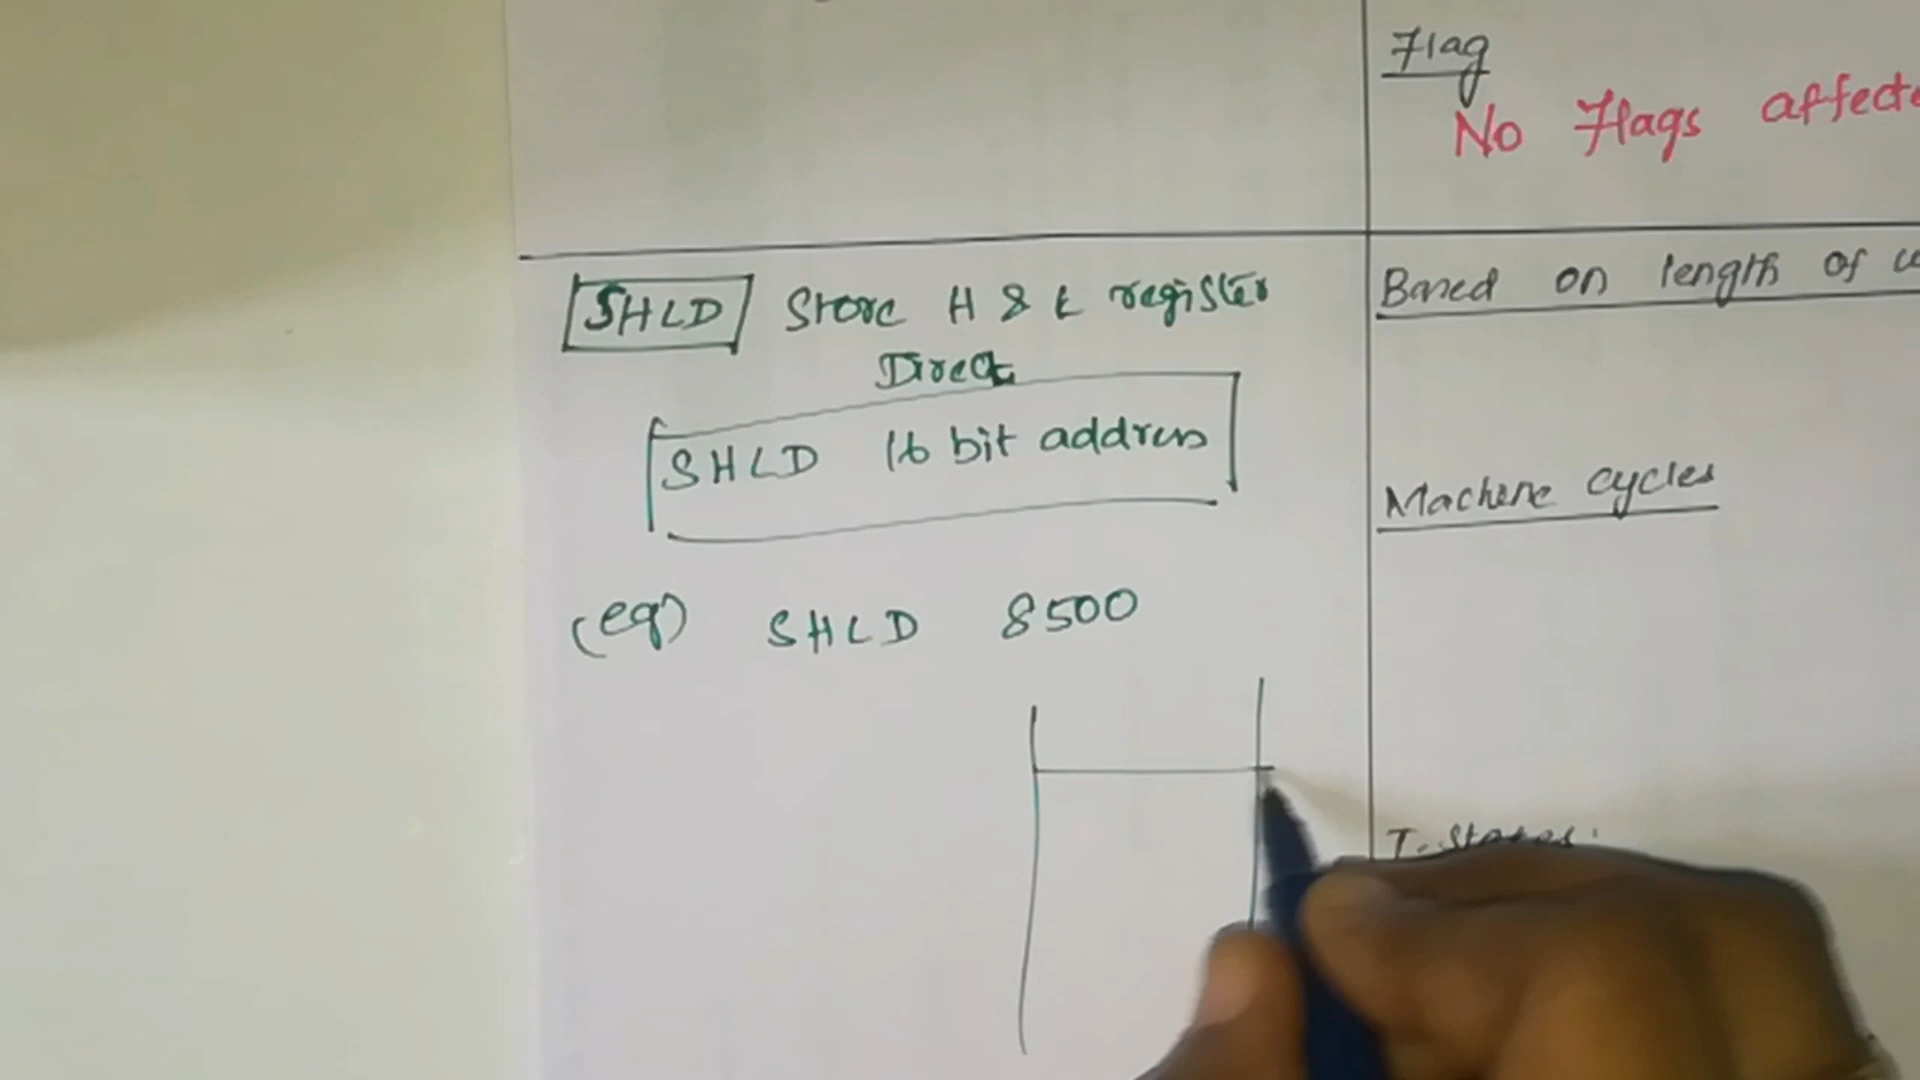 Flag
No Flags affecte
SHLD Store H & L register
Direct
SHLD 16 bit address
(eg) SHLD 8500
Based on length of
Machine cycles
T-States: